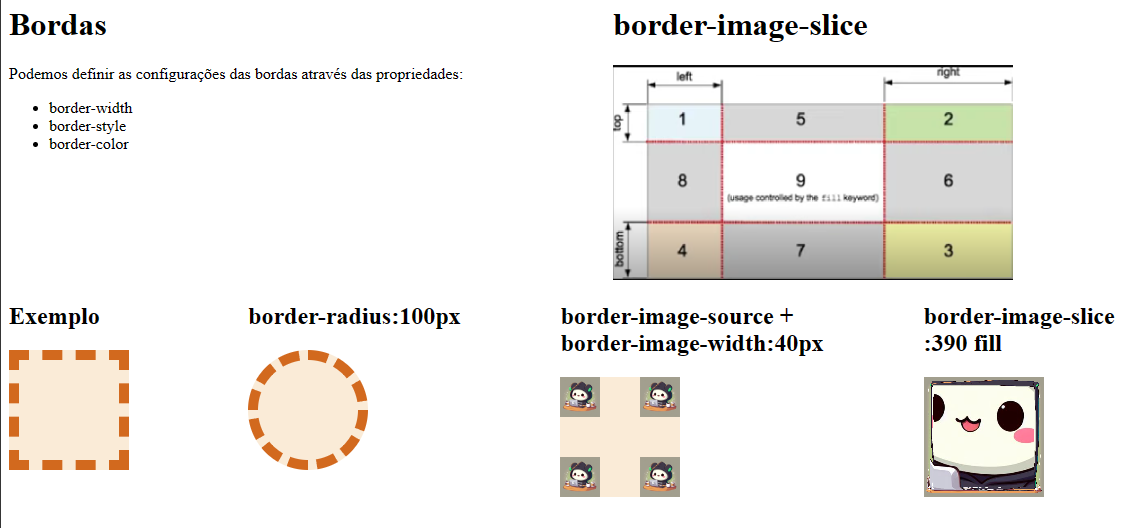 Bordas
Podemos definir as configurações das bordas através das propriedades:
border-width
border-style
border-color
border-image-slice
left
right
top
1
5
2
8
9
6
(usage controlled by the fill keyword)
bottom
4
7
3
Exemplo
border-radius:100px
border-image-source +
border-image-width:40px
border-image-slice
:390 fill